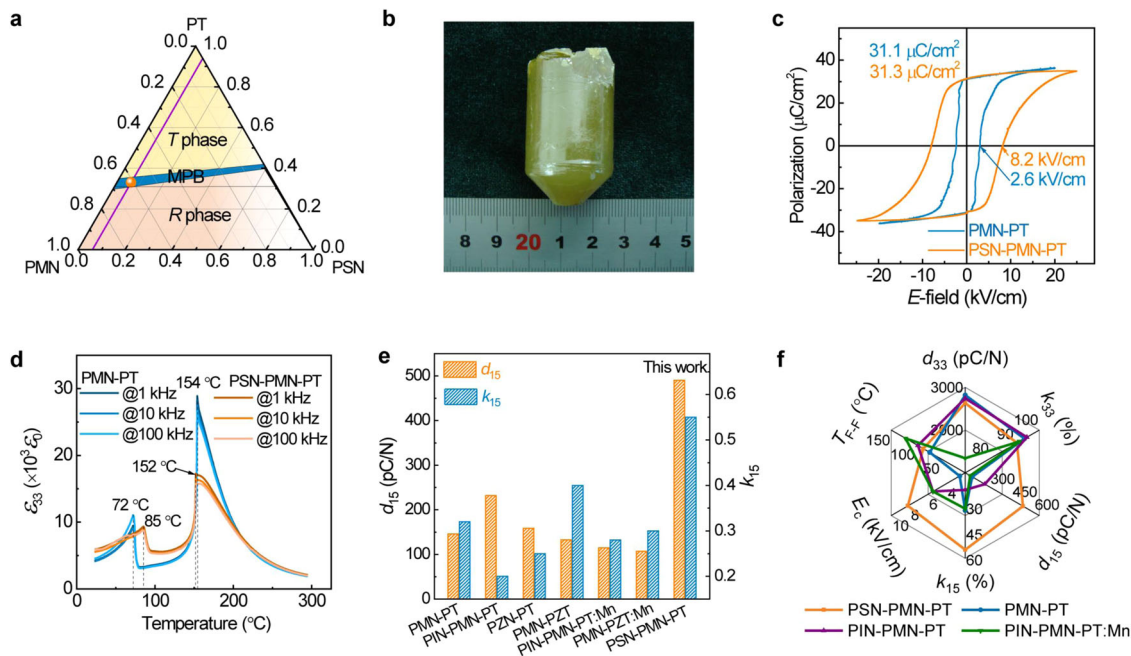 a
PT
0.0 1.0
0.2 0.8
0.4 0.6
T phase
0.6 0.4
MPB
0.8 0.2
R phase
1.0 0.0
PMN 0.0 0.2 0.4 0.6 0.8 1.0 PSN
b
8 9 20 1 2 3 4 5
c
31.1 μC/cm²
31.3 μC/cm²
Polarization (μC/cm²)
40
20
0
-20
-40
8.2 kV/cm
2.6 kV/cm
MN-PT
PSN-PMN-PT
-20 -10 0 10 20
E-field (kV/cm)
d
PMN-PT
@1 kHz
@10 kHz
@100 kHz
154 °C
PSN-PMN-PT
@1 kHz
@10 kHz
@100 kHz
152 °C
72 °C
85 °C
ε33 (×10³ε0)
30
20
10
0
0 50 100 150 200 250 300
Temperature (°C)
e
d15
k15
This work.
d15 (pC/N)
500
400
300
200
100
0
k15
0.6
0.5
0.4
0.3
0.2
PMN-PT
PIN-PMN-PT
PZN-PT
PMN-PZT
PIN-PMN-PT:Mn
PMN-PZT:Mn
PSN-PMN-PT
f
d33 (pC/N)
3000
2000
k33 (%)
100
90
80
d15 (pC/N)
600
450
300
k15 (%)
60
45
30
Ec (kV/cm)
10
8
6
4
TF-F (°C)
150
100
50
PSN-PMN-PT
PMN-PT
PIN-PMN-PT
PIN-PMN-PT:Mn